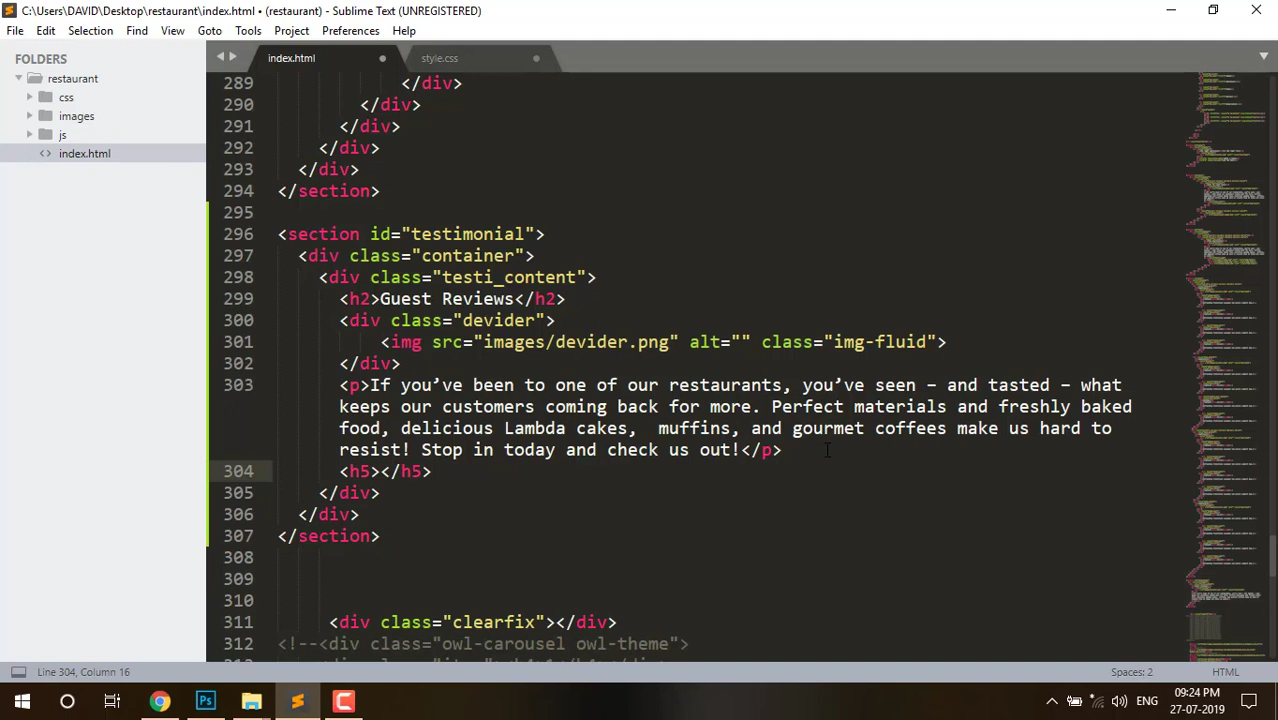 C:\Users\DAVID\Desktop\restaurant\index.html • (restaurant) - Sublime Text (UNREGISTERED)
File Edit Selection Find View Goto Tools Project Preferences Help
FOLDERS
restaurant
css
images
js
<> index.html
index.html
style.css
289 </div>
290 </div>
291 </div>
292 </div>
293 </div>
294 </section>
295
296 <section id="testimonial">
297 <div class="container">
298 <div class="testi_content">
299 <h2>Guest Reviews</h2>
300 <div class="devider">
301 <img src="images/devider.png" alt="" class="img-fluid">
302 </div>
303 <p>If you’ve been to one of our restaurants, you’ve seen – and tasted – what
keeps our customers coming back for more. Perfect materials and freshly baked
food, delicious Lambda cakes,  muffins, and gourmet coffees make us hard to
resist! Stop in today and check us out!</p>
304 <h5></h5>
305 </div>
306 </div>
307 </section>
308
309
310
311 <div class="clearfix"></div>
312 <!--<div class="owl-carousel owl-theme">
Line 304, Column 16
Spaces: 2
HTML
Ps
ENG
09:24 PM
27-07-2019